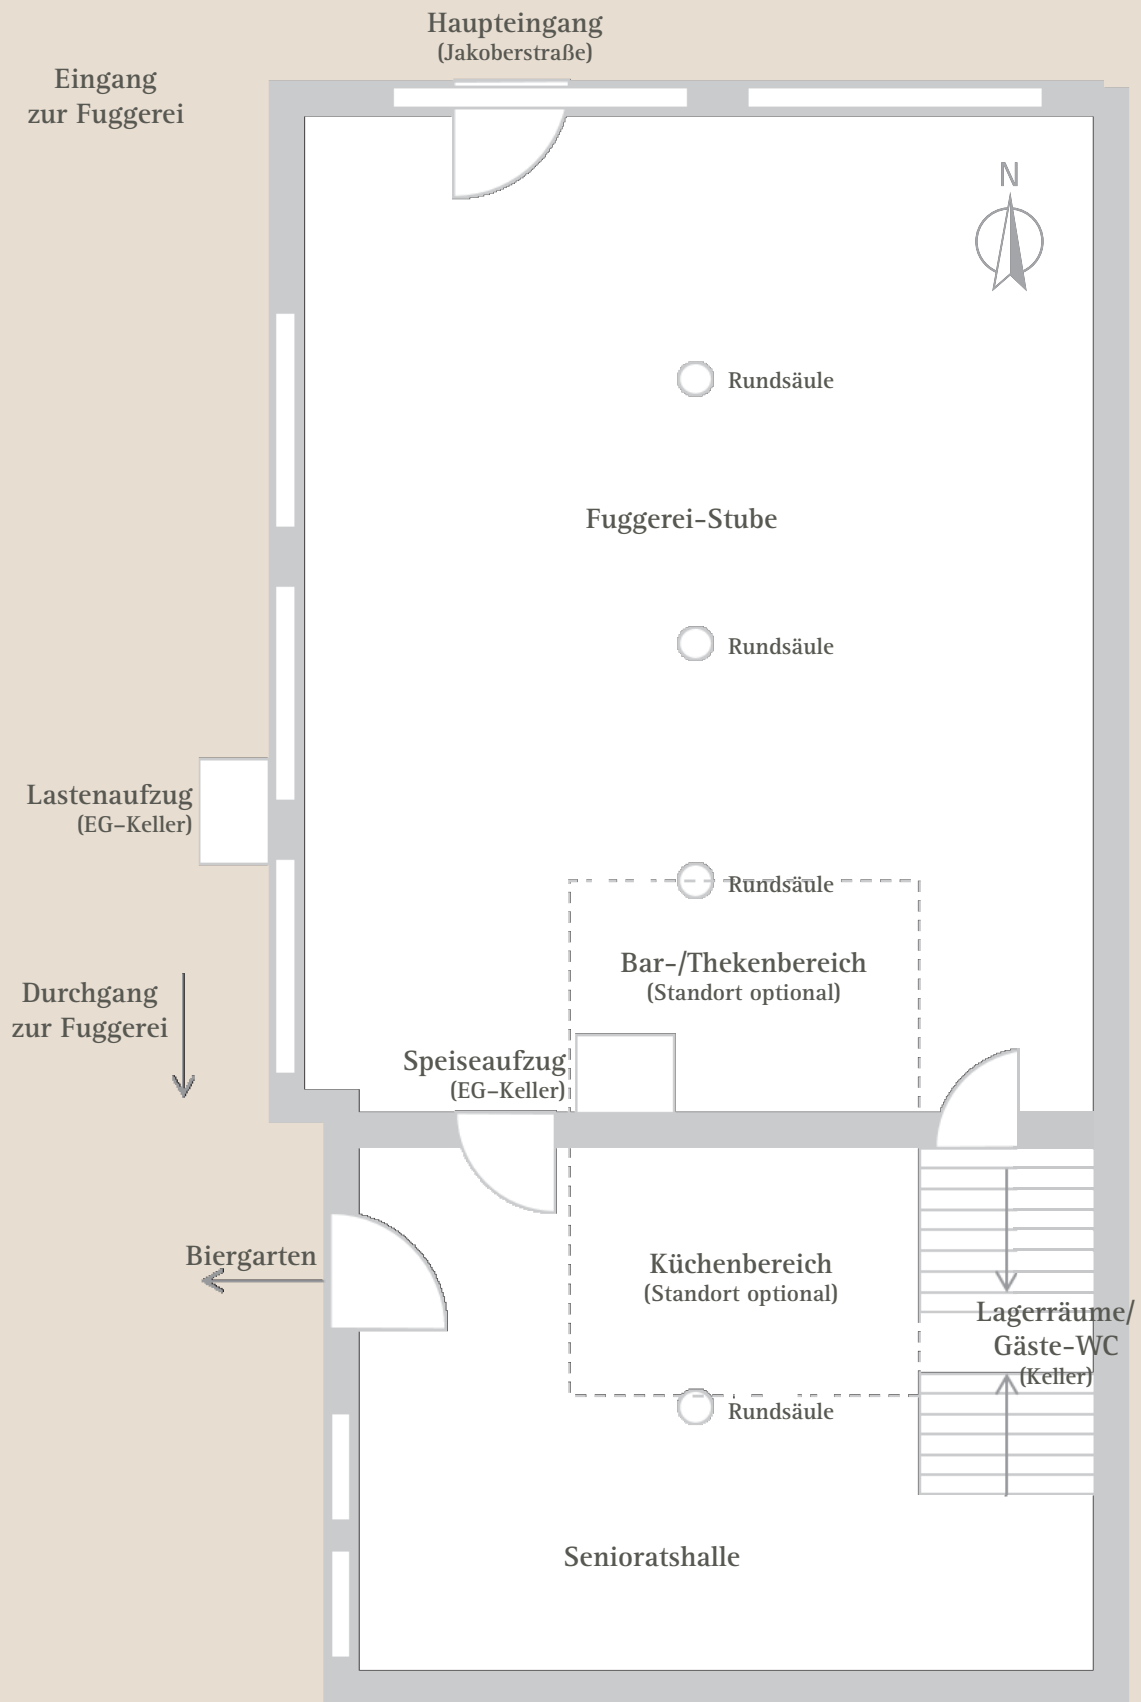 Haupteingang
(Jakoberstraße)
Eingang
zur Fuggerei
N
Rundsäule
Fuggerei-Stube
Rundsäule
Lastenaufzug
(EG–Keller)
Rundsäule
Bar-/Thekenbereich
(Standort optional)
Durchgang
zur Fuggerei
Speiseaufzug
(EG–Keller)
Biergarten
Küchenbereich
(Standort optional)
Lagerräume/
Gäste-WC
(Keller)
Rundsäule
Senioratshalle